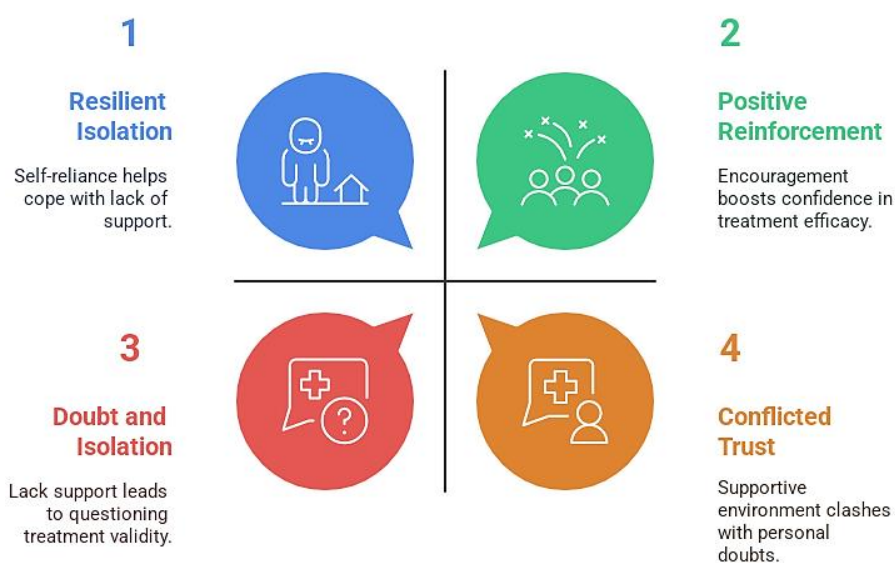 1
Resilient
Isolation
Self-reliance helps
cope with lack of
support.
2
Positive
Reinforcement
Encouragement
boosts confidence in
treatment efficacy.
3
Doubt and
Isolation
Lack support leads
to questioning
treatment validity.
?
4
Conflicted
Trust
Supportive
environment clashes
with personal
doubts.